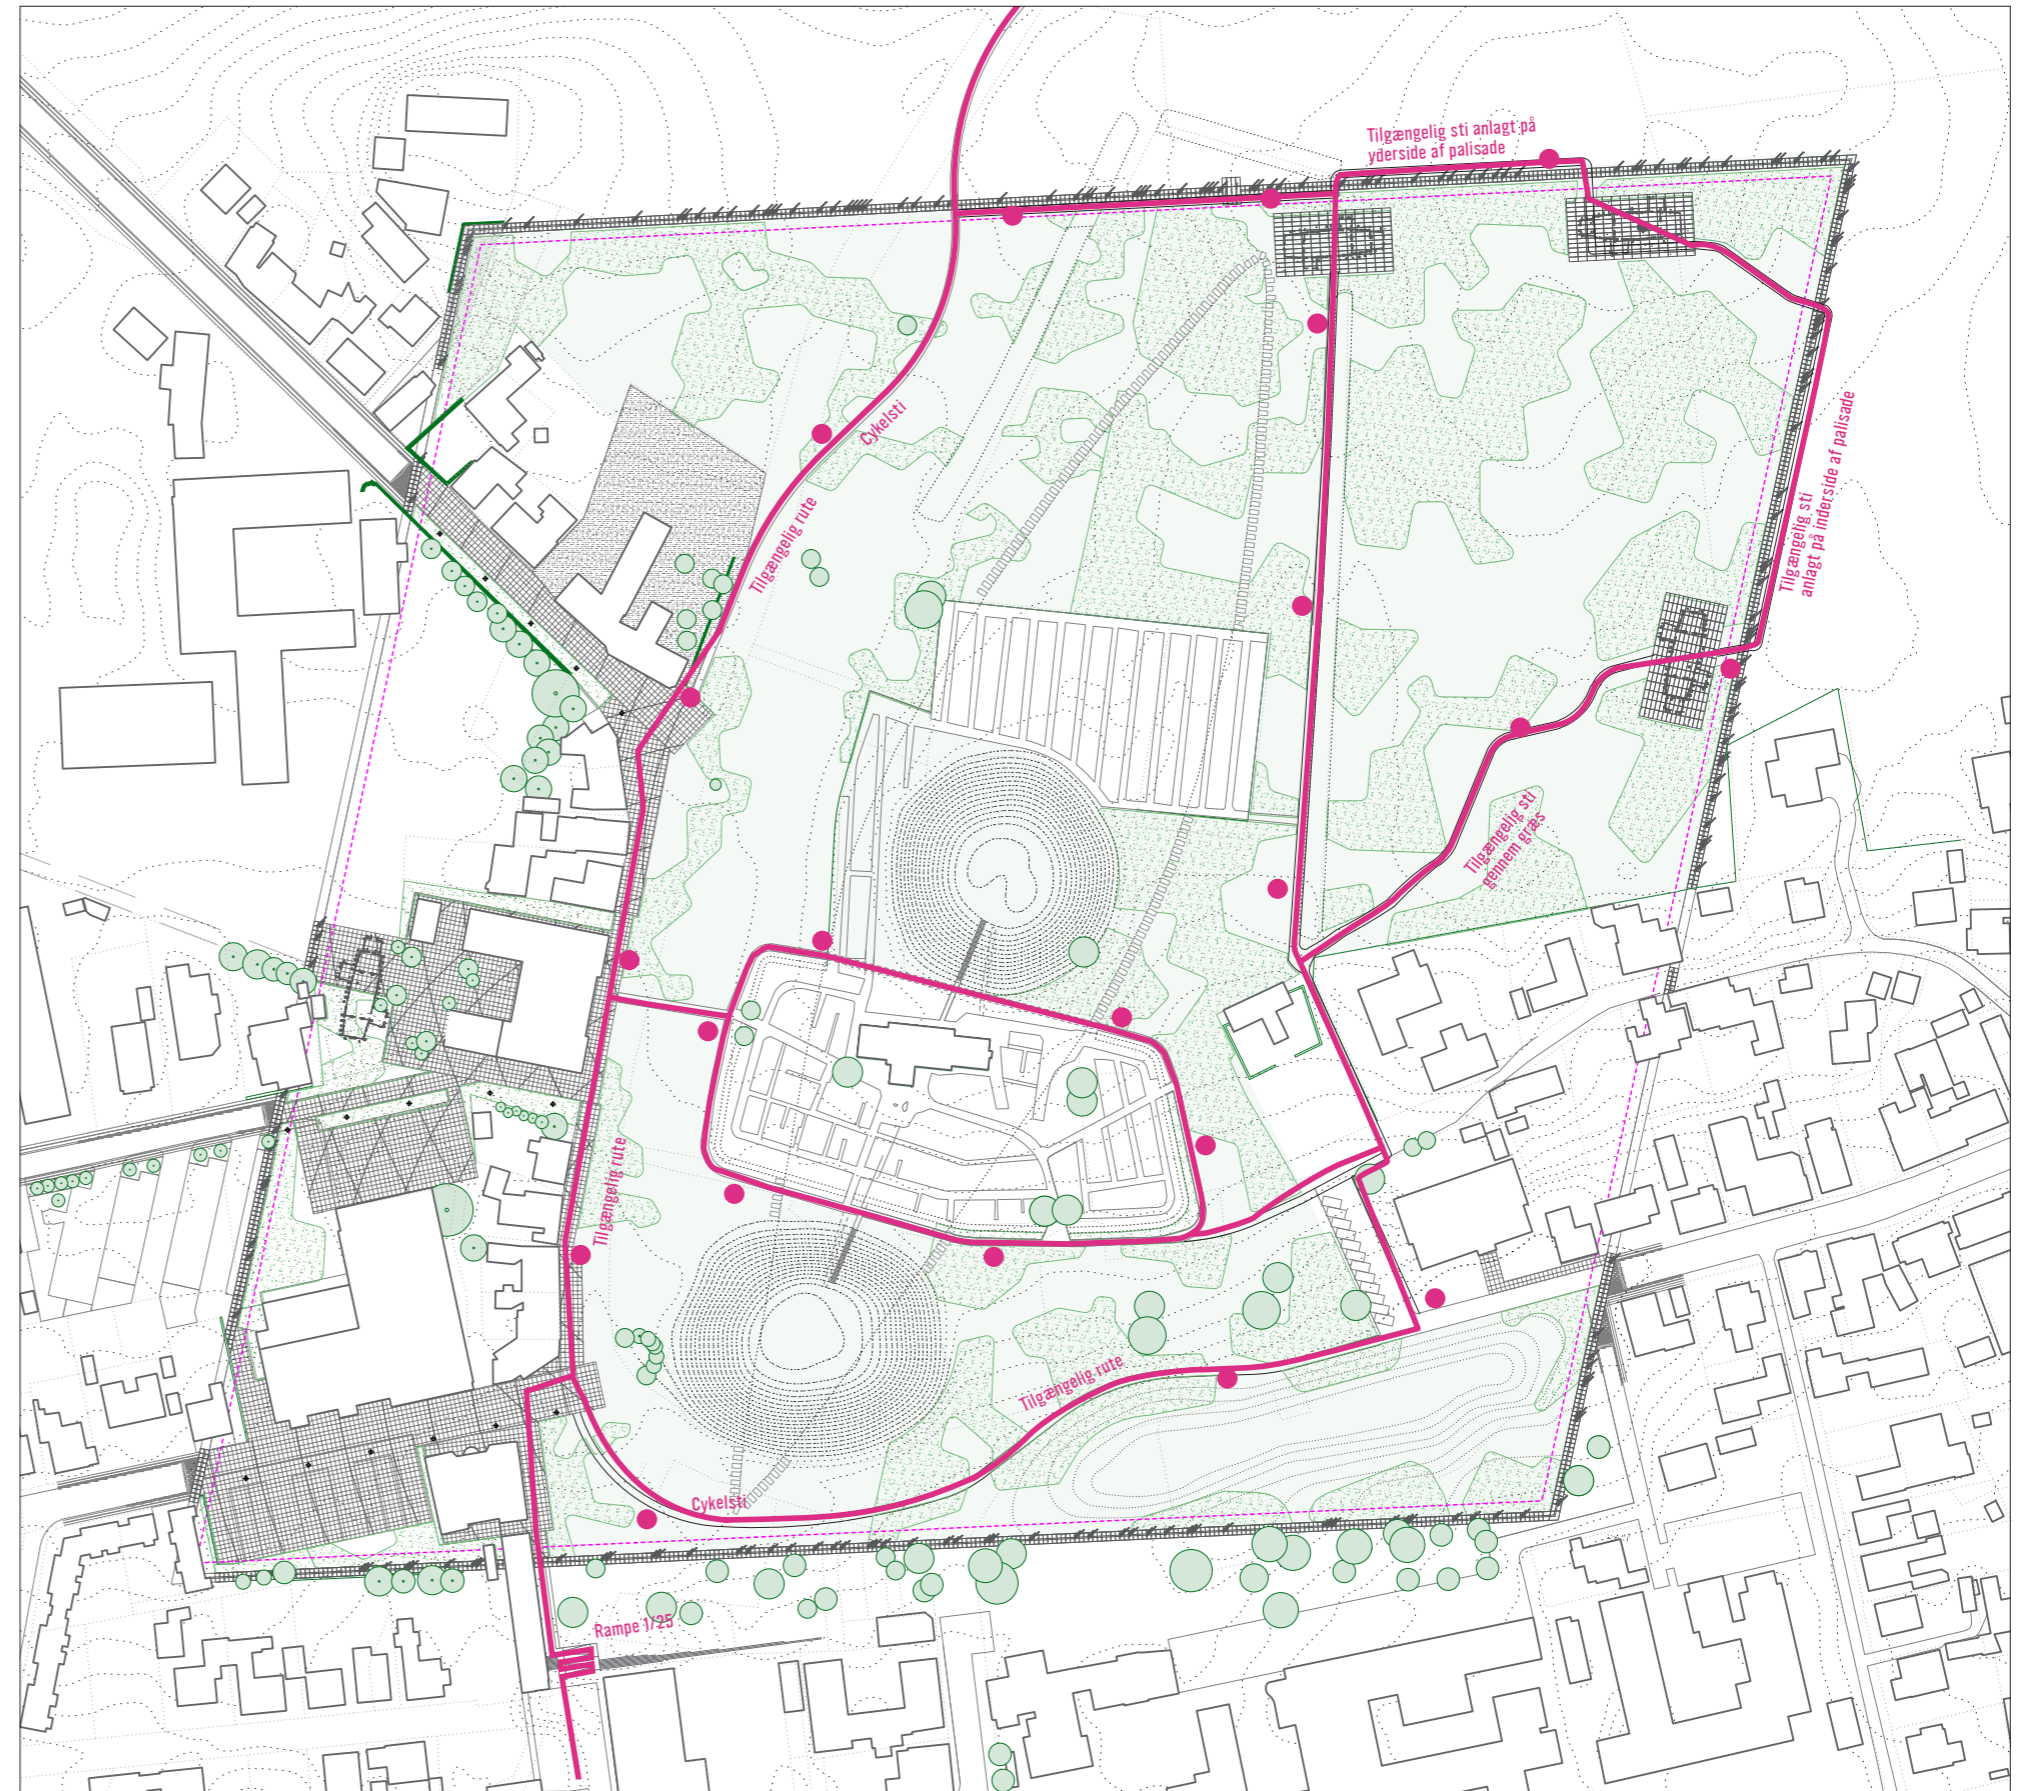 Tilgængelig sti anlagt på
yderside af palisade
Cykelsti
Tilgængelig rute
Tilgængelig sti
anlagt på inderside af palisade
Tilgængelig sti
gennem græs
Tilgængelig rute
Tilgængelig rute
Cykelsti
Rampe 1/25